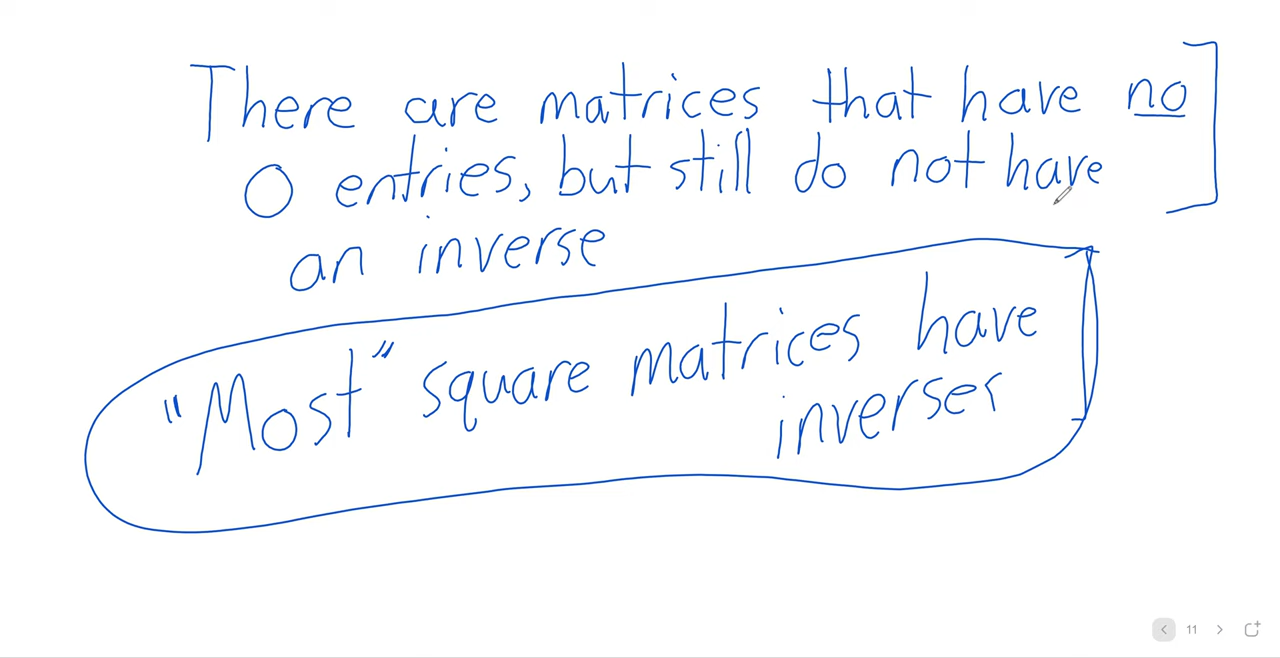 There are matrices that have no
0 entries, but still do not have
an inverse
"Most" square matrices have
inverses
11